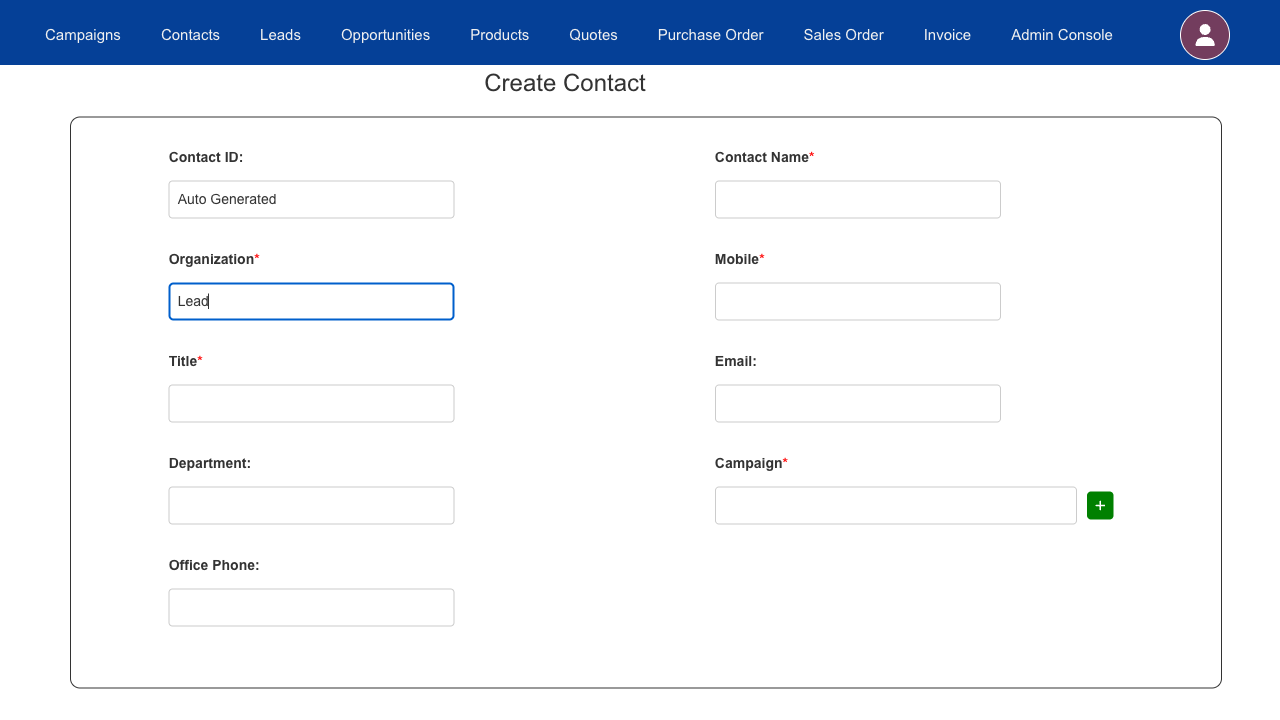 Campaigns Contacts Leads Opportunities Products Quotes Purchase Order Sales Order Invoice Admin Console
Create Contact
Contact ID: Contact Name*
Auto Generated
Organization* Mobile*
Lead
Title* Email:
Department: Campaign*
+
Office Phone: